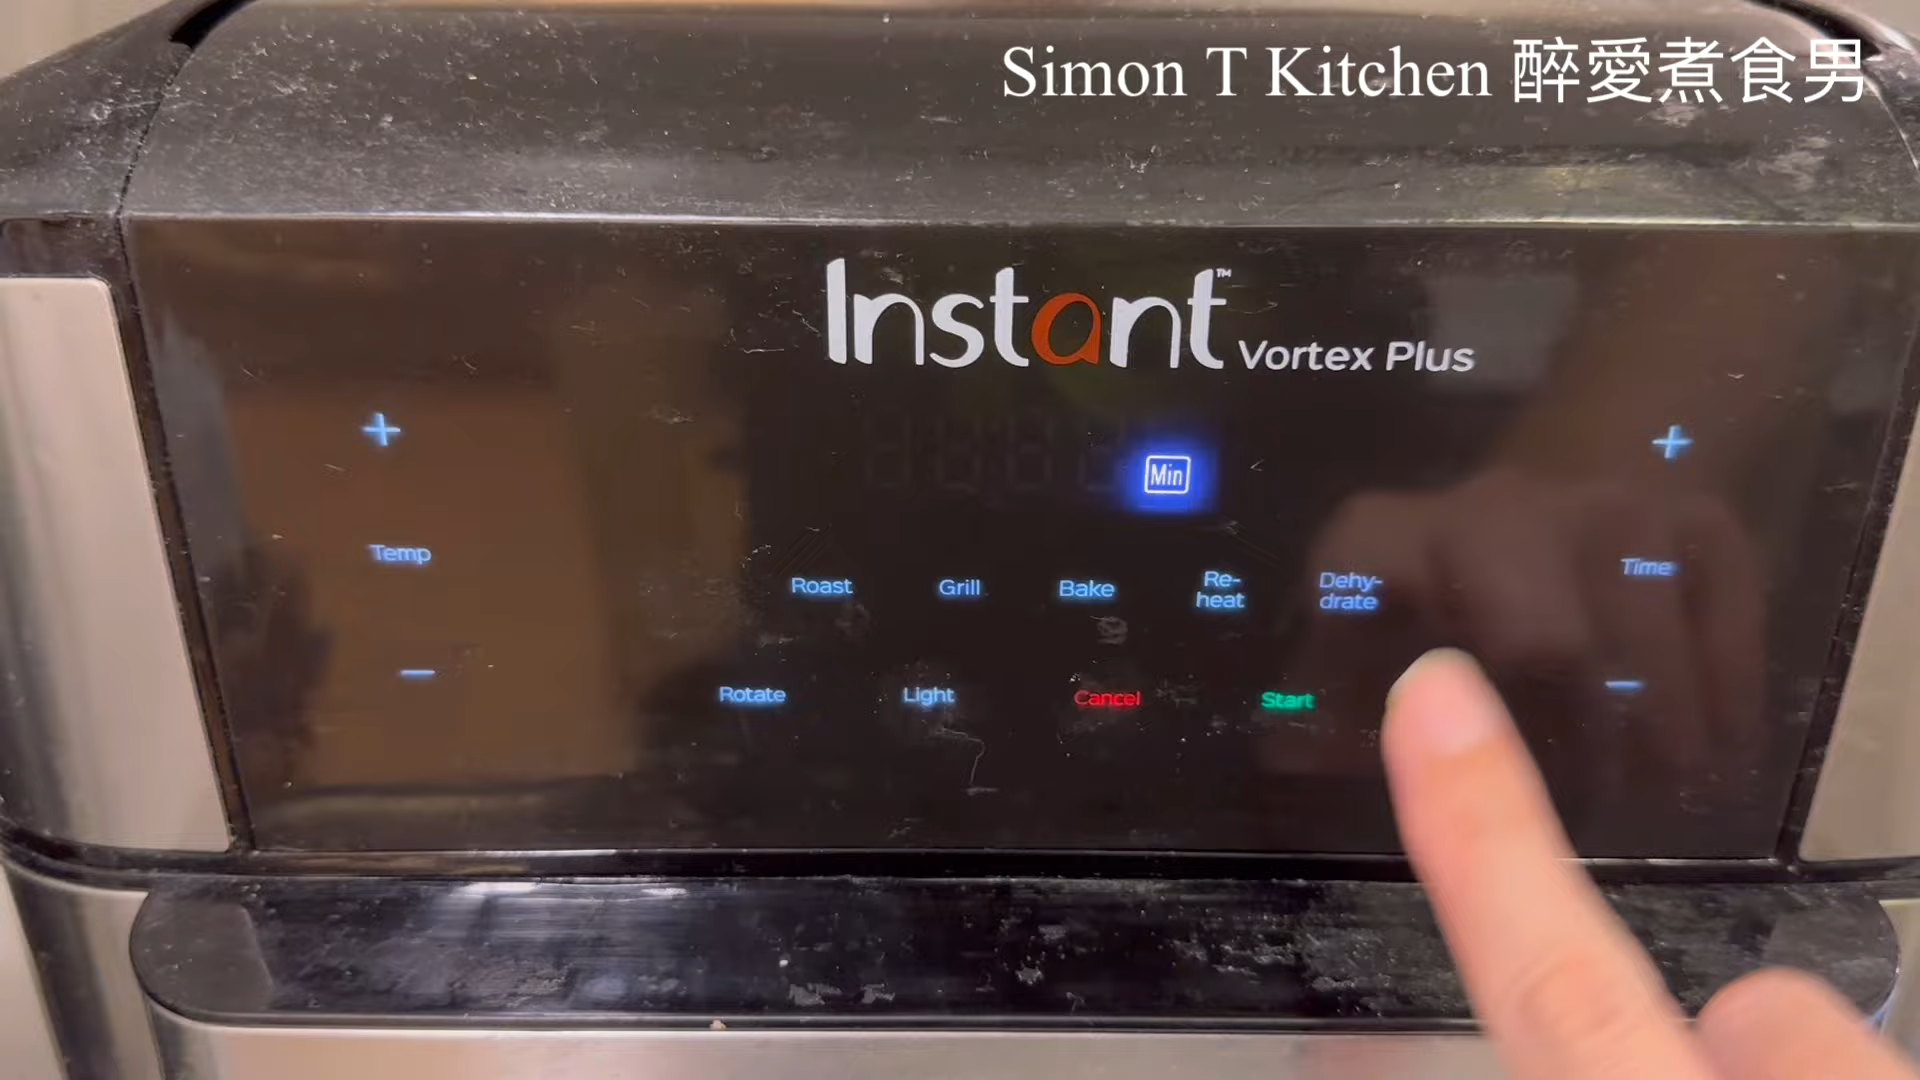 Simon T Kitchen 醉愛煮食男
Instant™ Vortex Plus
+
+
Min
Temp
Time
Roast
Grill
Bake
Re-
heat
Dehy-
drate
−
−
Rotate
Light
Cancel
Start